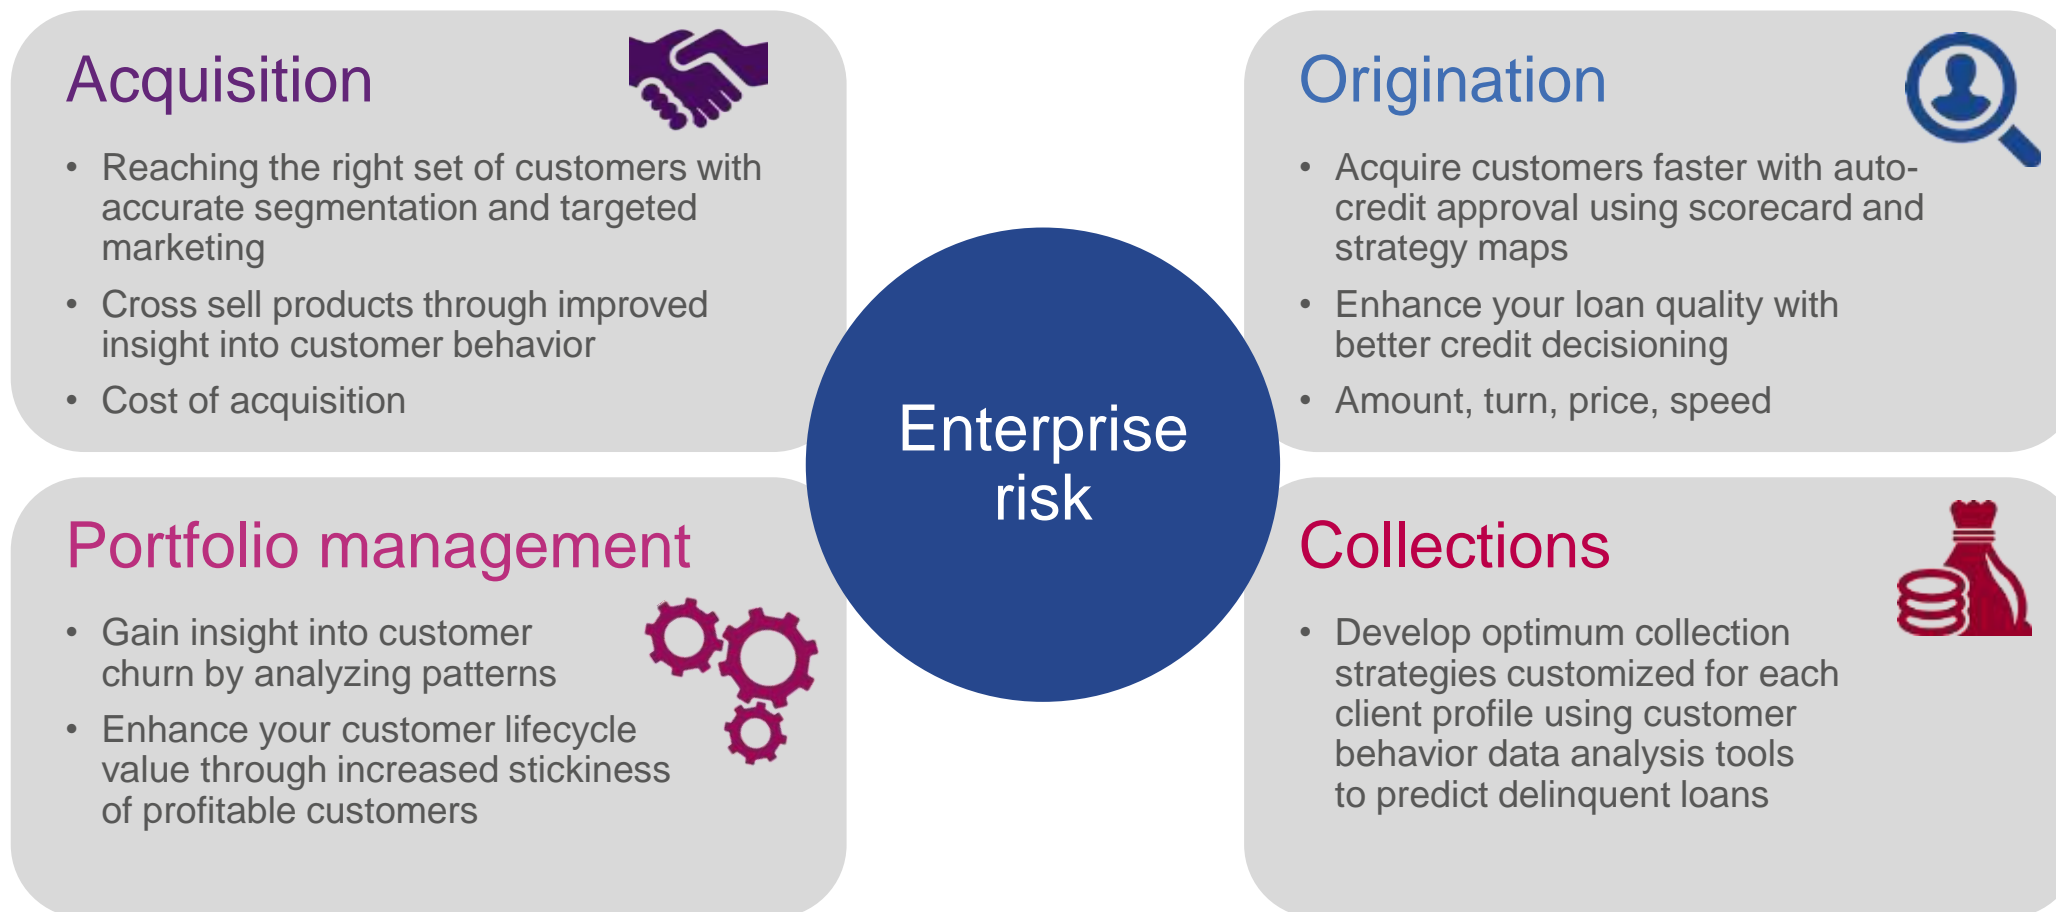 Acquisition
• Reaching the right set of customers with
accurate segmentation and targeted
marketing
• Cross sell products through improved
insight into customer behavior
• Cost of acquisition
Origination
• Acquire customers faster with auto-
credit approval using scorecard and
strategy maps
• Enhance your loan quality with
better credit decisioning
• Amount, turn, price, speed
Enterprise
risk
Portfolio management
• Gain insight into customer
churn by analyzing patterns
• Enhance your customer lifecycle
value through increased stickiness
of profitable customers
Collections
• Develop optimum collection
strategies customized for each
client profile using customer
behavior data analysis tools
to predict delinquent loans